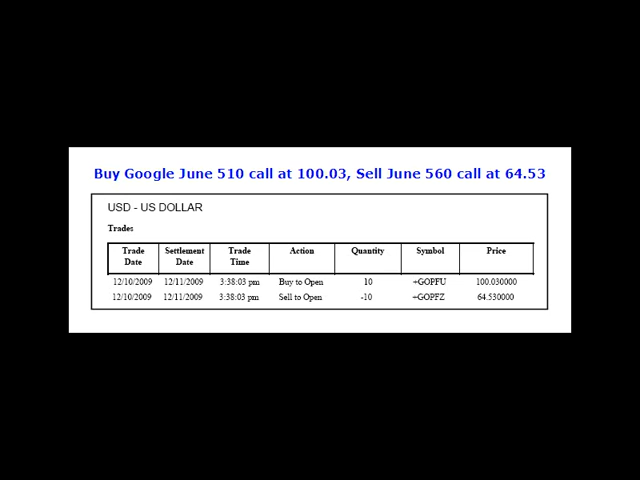 Buy Google June 510 call at 100.03, Sell June 560 call at 64.53
USD - US DOLLAR
Trades
Trade Date Settlement Date Trade Time Action Quantity Symbol Price
12/10/2009 12/11/2009 3:38:03 pm Buy to Open 10 +GOPFU 100.030000
12/10/2009 12/11/2009 3:38:03 pm Sell to Open -10 +GOPFZ 64.530000